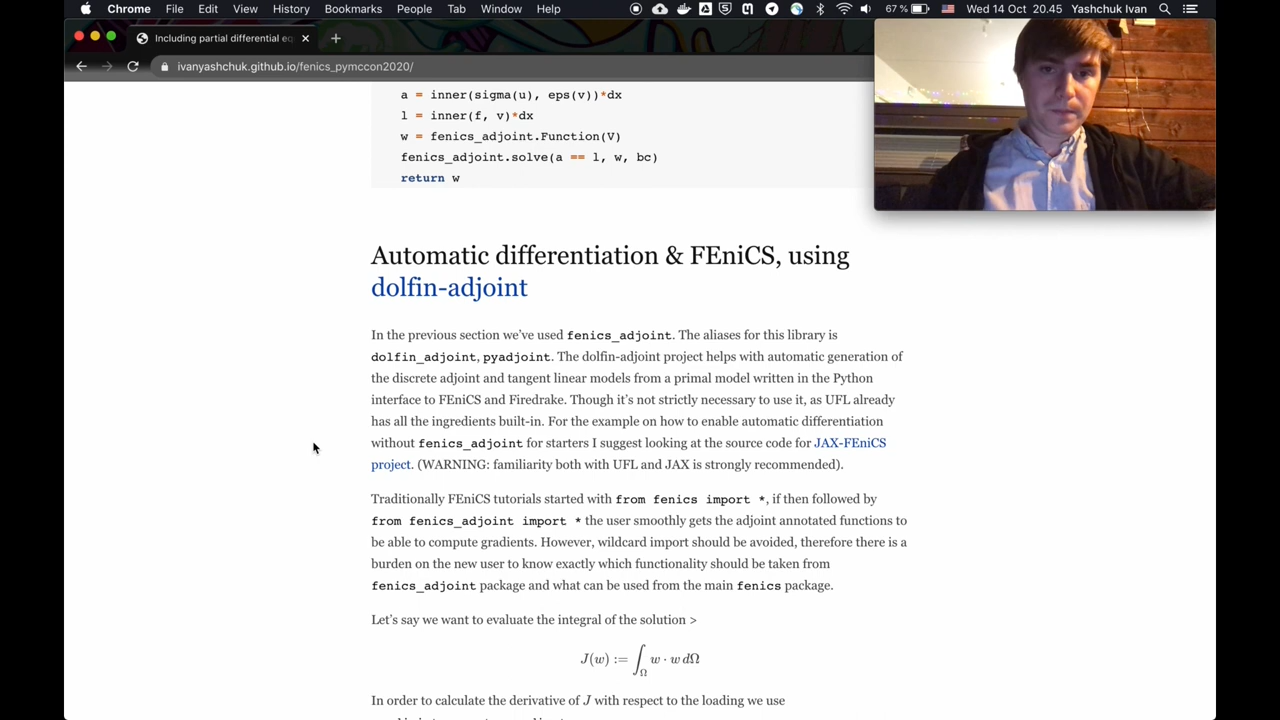 Chrome File Edit View History Bookmarks People Tab Window Help 67% Wed 14 Oct 20.45 Yashchuk Ivan
Including partial differential eq
ivanyashchuk.github.io/fenics_pymccon2020/
a = inner(sigma(u), eps(v))*dx
l = inner(f, v)*dx
w = fenics_adjoint.Function(V)
fenics_adjoint.solve(a == l, w, bc)
return w
Automatic differentiation & FEniCS, using
dolfin-adjoint
In the previous section we've used fenics_adjoint. The aliases for this library is
dolfin_adjoint, pyadjoint. The dolfin-adjoint project helps with automatic generation of
the discrete adjoint and tangent linear models from a primal model written in the Python
interface to FEniCS and Firedrake. Though it's not strictly necessary to use it, as UFL already
has all the ingredients built-in. For the example on how to enable automatic differentiation
without fenics_adjoint for starters I suggest looking at the source code for JAX-FEniCS
project. (WARNING: familiarity both with UFL and JAX is strongly recommended).
Traditionally FEniCS tutorials started with from fenics import *, if then followed by
from fenics_adjoint import * the user smoothly gets the adjoint annotated functions to
be able to compute gradients. However, wildcard import should be avoided, therefore there is a
burden on the new user to know exactly which functionality should be taken from
fenics_adjoint package and what can be used from the main fenics package.
Let's say we want to evaluate the integral of the solution >
J(w) := ∫Ω w · w dΩ
In order to calculate the derivative of J with respect to the loading we use